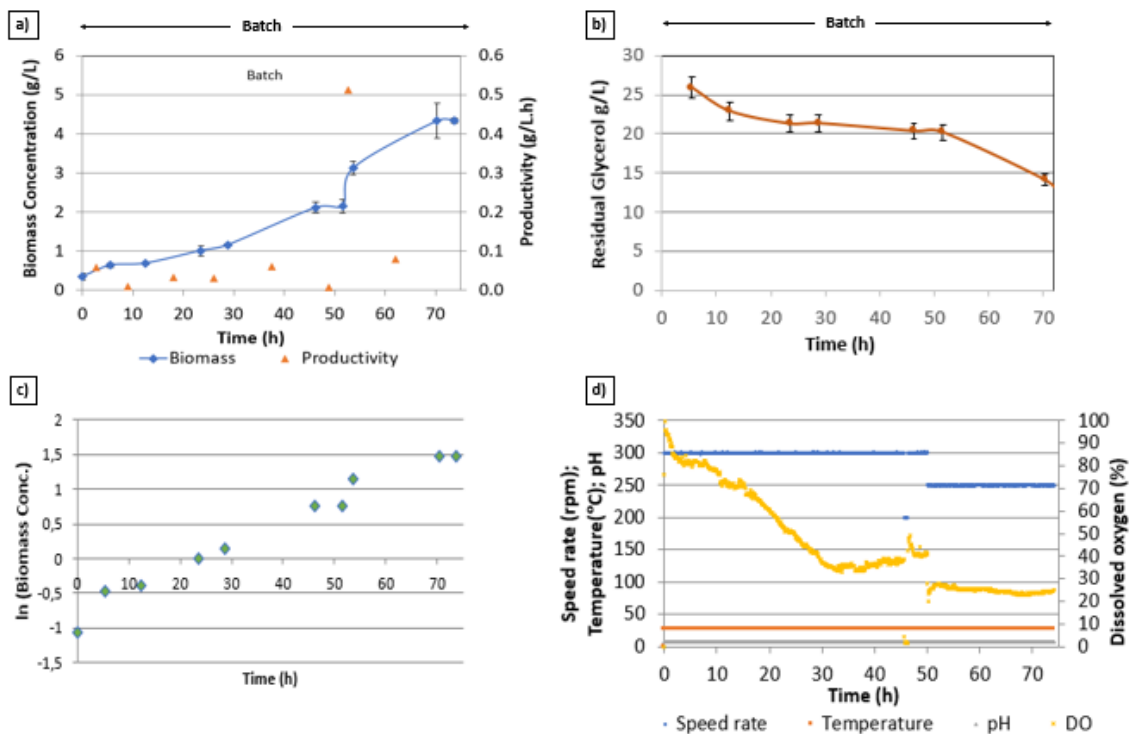 a)
Batch
Biomass Concentration (g/L)
6
5
4
3
2
1
0
Batch
0.6
0.5
0.4
0.3
0.2
0.1
0.0
Productivity (g/L.h)
0 10 20 30 40 50 60 70
Time (h)
Biomass Productivity
b)
Batch
Residual Glycerol g/L)
30
25
20
15
10
5
0
0 10 20 30 40 50 60 70
Time (h)
c)
ln (Biomass Conc.)
2
1,5
1
0,5
0
-0,5
-1
-1,5
0 10 20 30 40 50 60 70
Time (h)
d)
Speed rate (rpm);
Temperature(°C); pH
350
300
250
200
150
100
50
0
100
90
80
70
60
50
40
30
20
10
0
Dissolved oxygen (%)
0 10 20 30 40 50 60 70
Time (h)
Speed rate Temperature pH DO